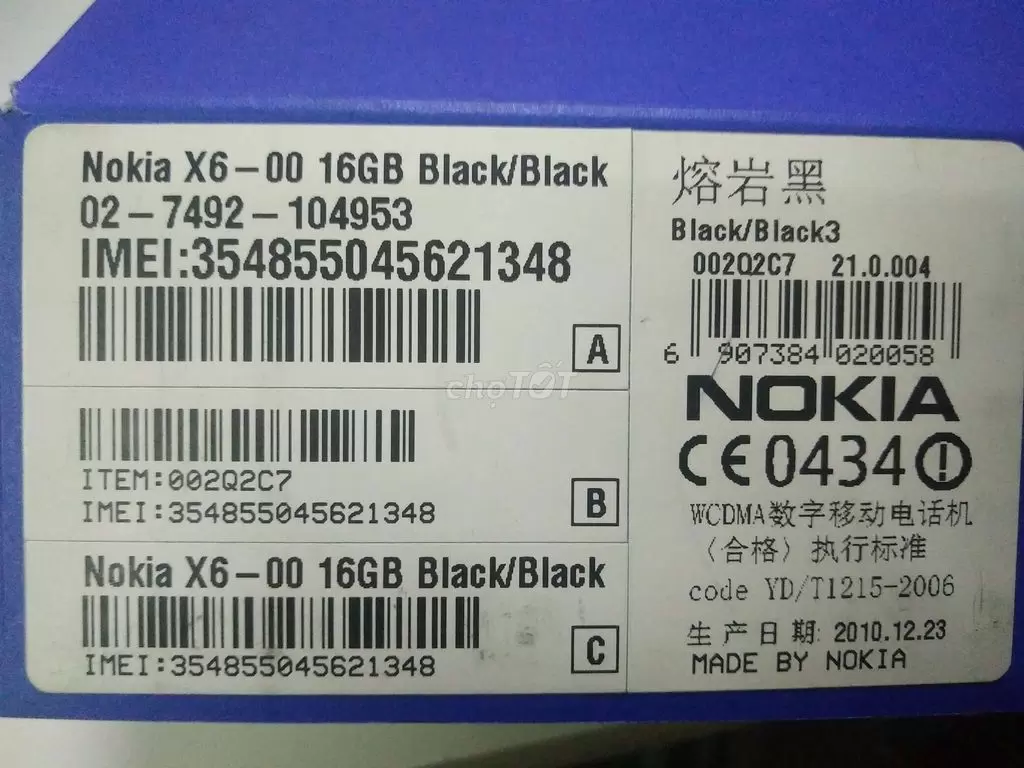 Nokia X6-00 16GB Black/Black
02-7492-104953
IMEI:354855045621348
A
ITEM:002Q2C7
IMEI:354855045621348
B
Nokia X6-00 16GB Black/Black
IMEI:354855045621348
C
熔岩黑
Black/Black3
002Q2C7 21.0.004
6 907384 020058
NOKIA
CE0434!
WCDMA数字移动电话机
(合格)执行标准
code YD/T1215-2006
生产日期: 2010.12.23
MADE BY NOKIA
chợTỐT